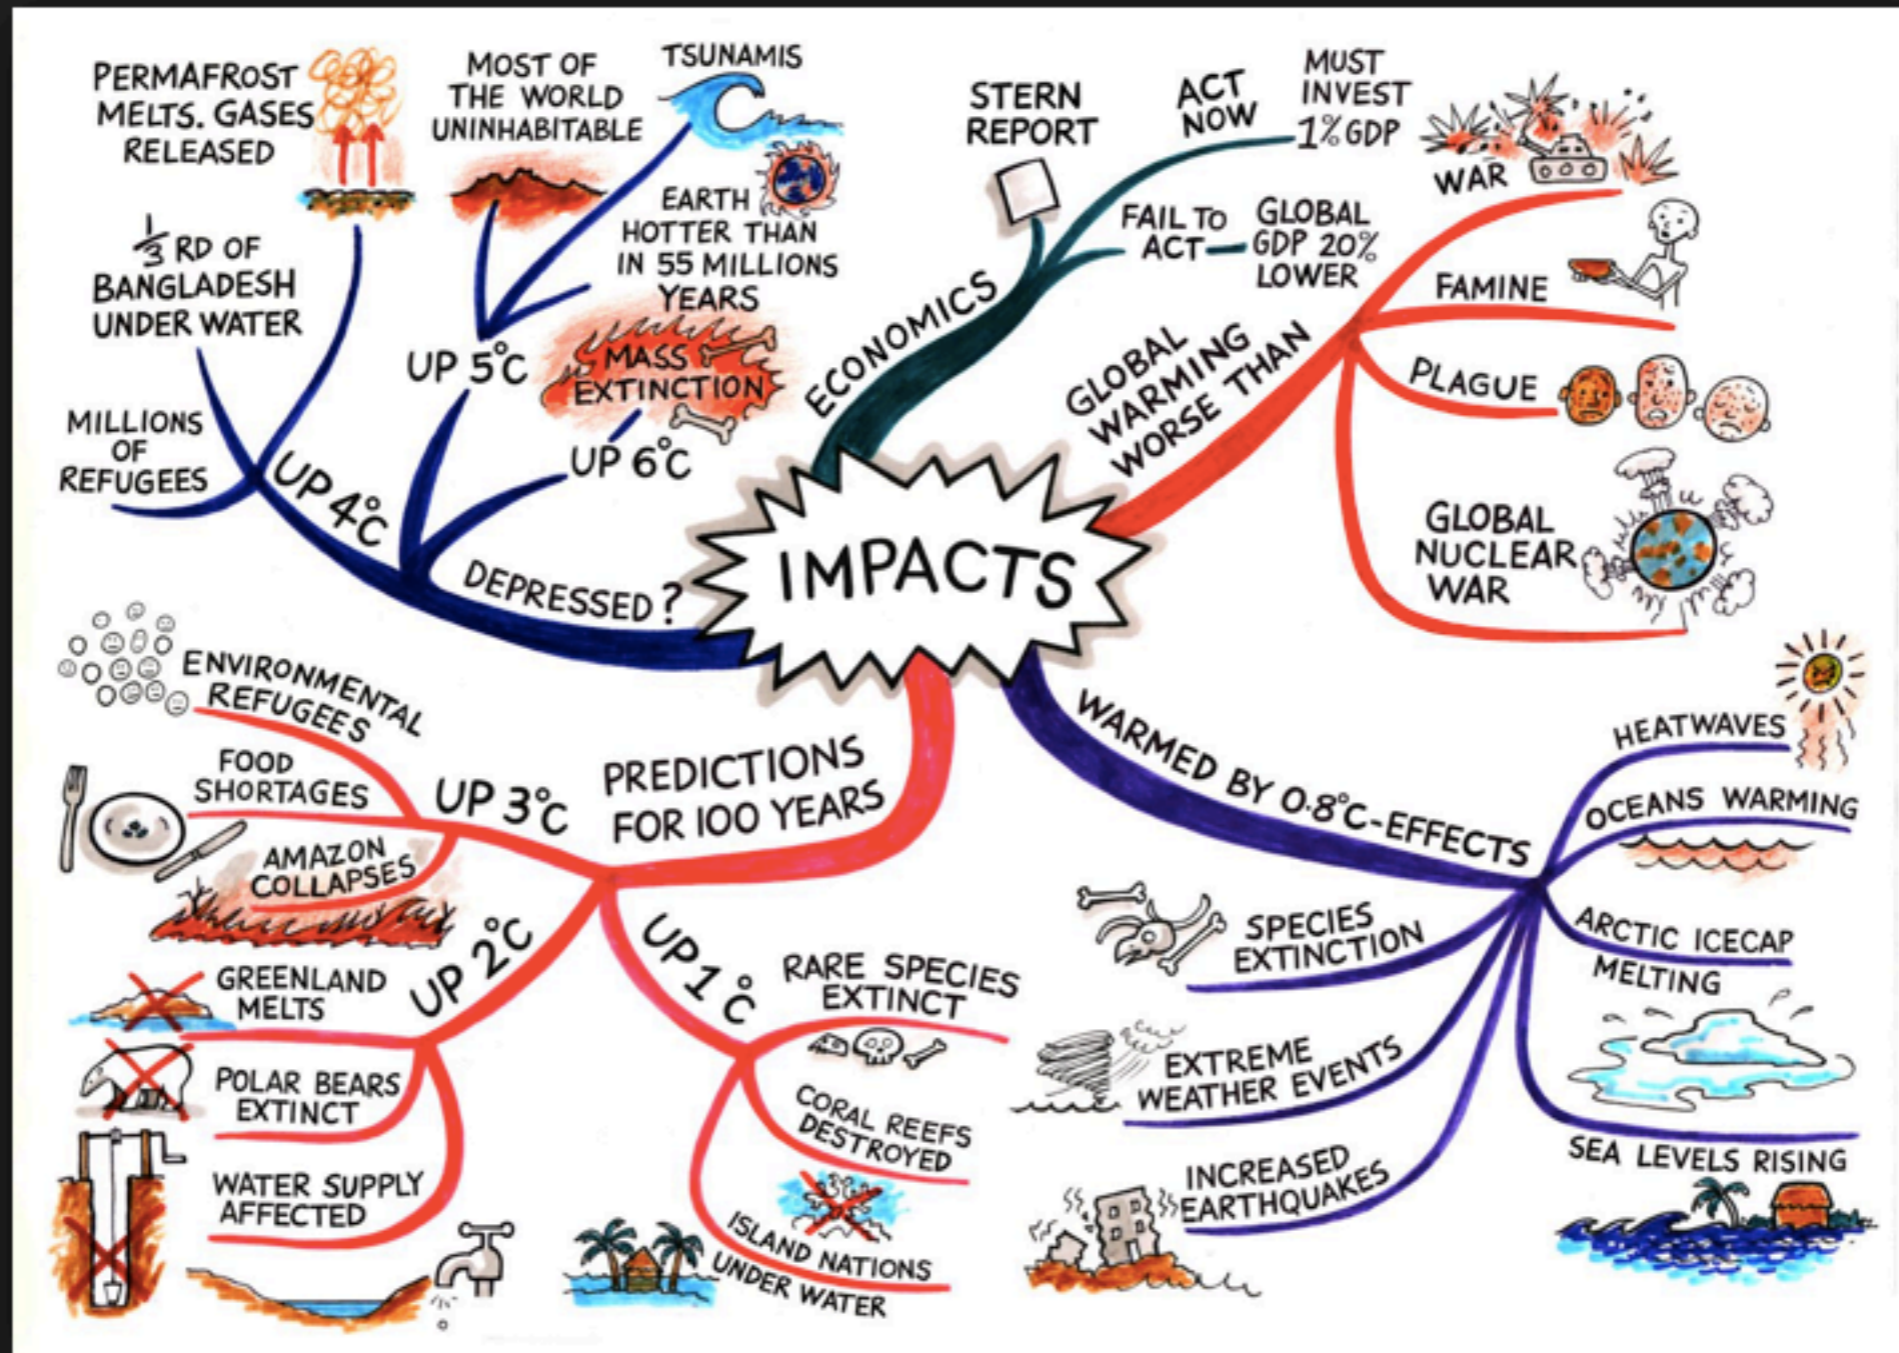 PERMAFROST
MELTS. GASES
RELEASED
MOST OF
THE WORLD
UNINHABITABLE
TSUNAMIS
EARTH
HOTTER THAN
IN 55 MILLIONS
YEARS
1/3 RD OF
BANGLADESH
UNDER WATER
MILLIONS
OF
REFUGEES
UP 4°C
UP 5°C
MASS
EXTINCTION
UP 6°C
DEPRESSED?
STERN
REPORT
ACT
NOW
MUST
INVEST
1% GDP
FAIL TO
ACT
GLOBAL
GDP 20%
LOWER
ECONOMICS
GLOBAL
WARMING
WORSE THAN
WAR
FAMINE
PLAGUE
GLOBAL
NUCLEAR
WAR
IMPACTS
ENVIRONMENTAL
REFUGEES
FOOD
SHORTAGES
AMAZON
COLLAPSES
UP 3°C
PREDICTIONS
FOR 100 YEARS
UP 2°C
GREENLAND
MELTS
POLAR BEARS
EXTINCT
WATER SUPPLY
AFFECTED
UP 1°C
RARE SPECIES
EXTINCT
CORAL REEFS
DESTROYED
ISLAND NATIONS
UNDER WATER
WARMED BY 0.8°C-EFFECTS
HEATWAVES
OCEANS WARMING
ARCTIC ICECAP
MELTING
SEA LEVELS RISING
SPECIES
EXTINCTION
EXTREME
WEATHER EVENTS
INCREASED
EARTHQUAKES